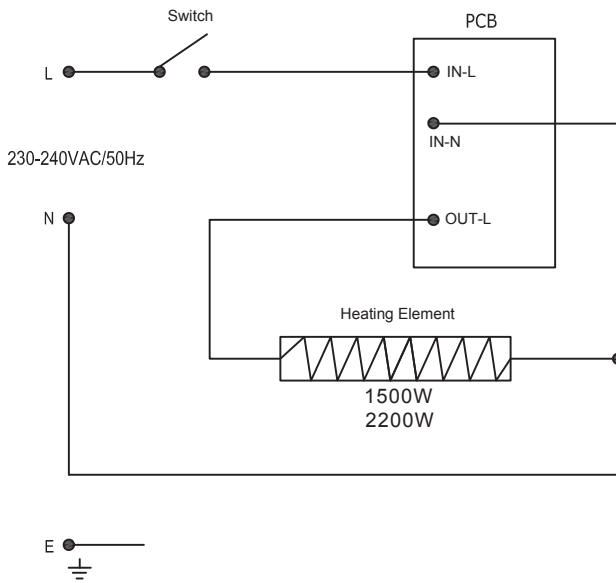 Switch
PCB
L
IN-L
IN-N
230-240VAC/50Hz
N
OUT-L
Heating Element
1500W
2200W
E